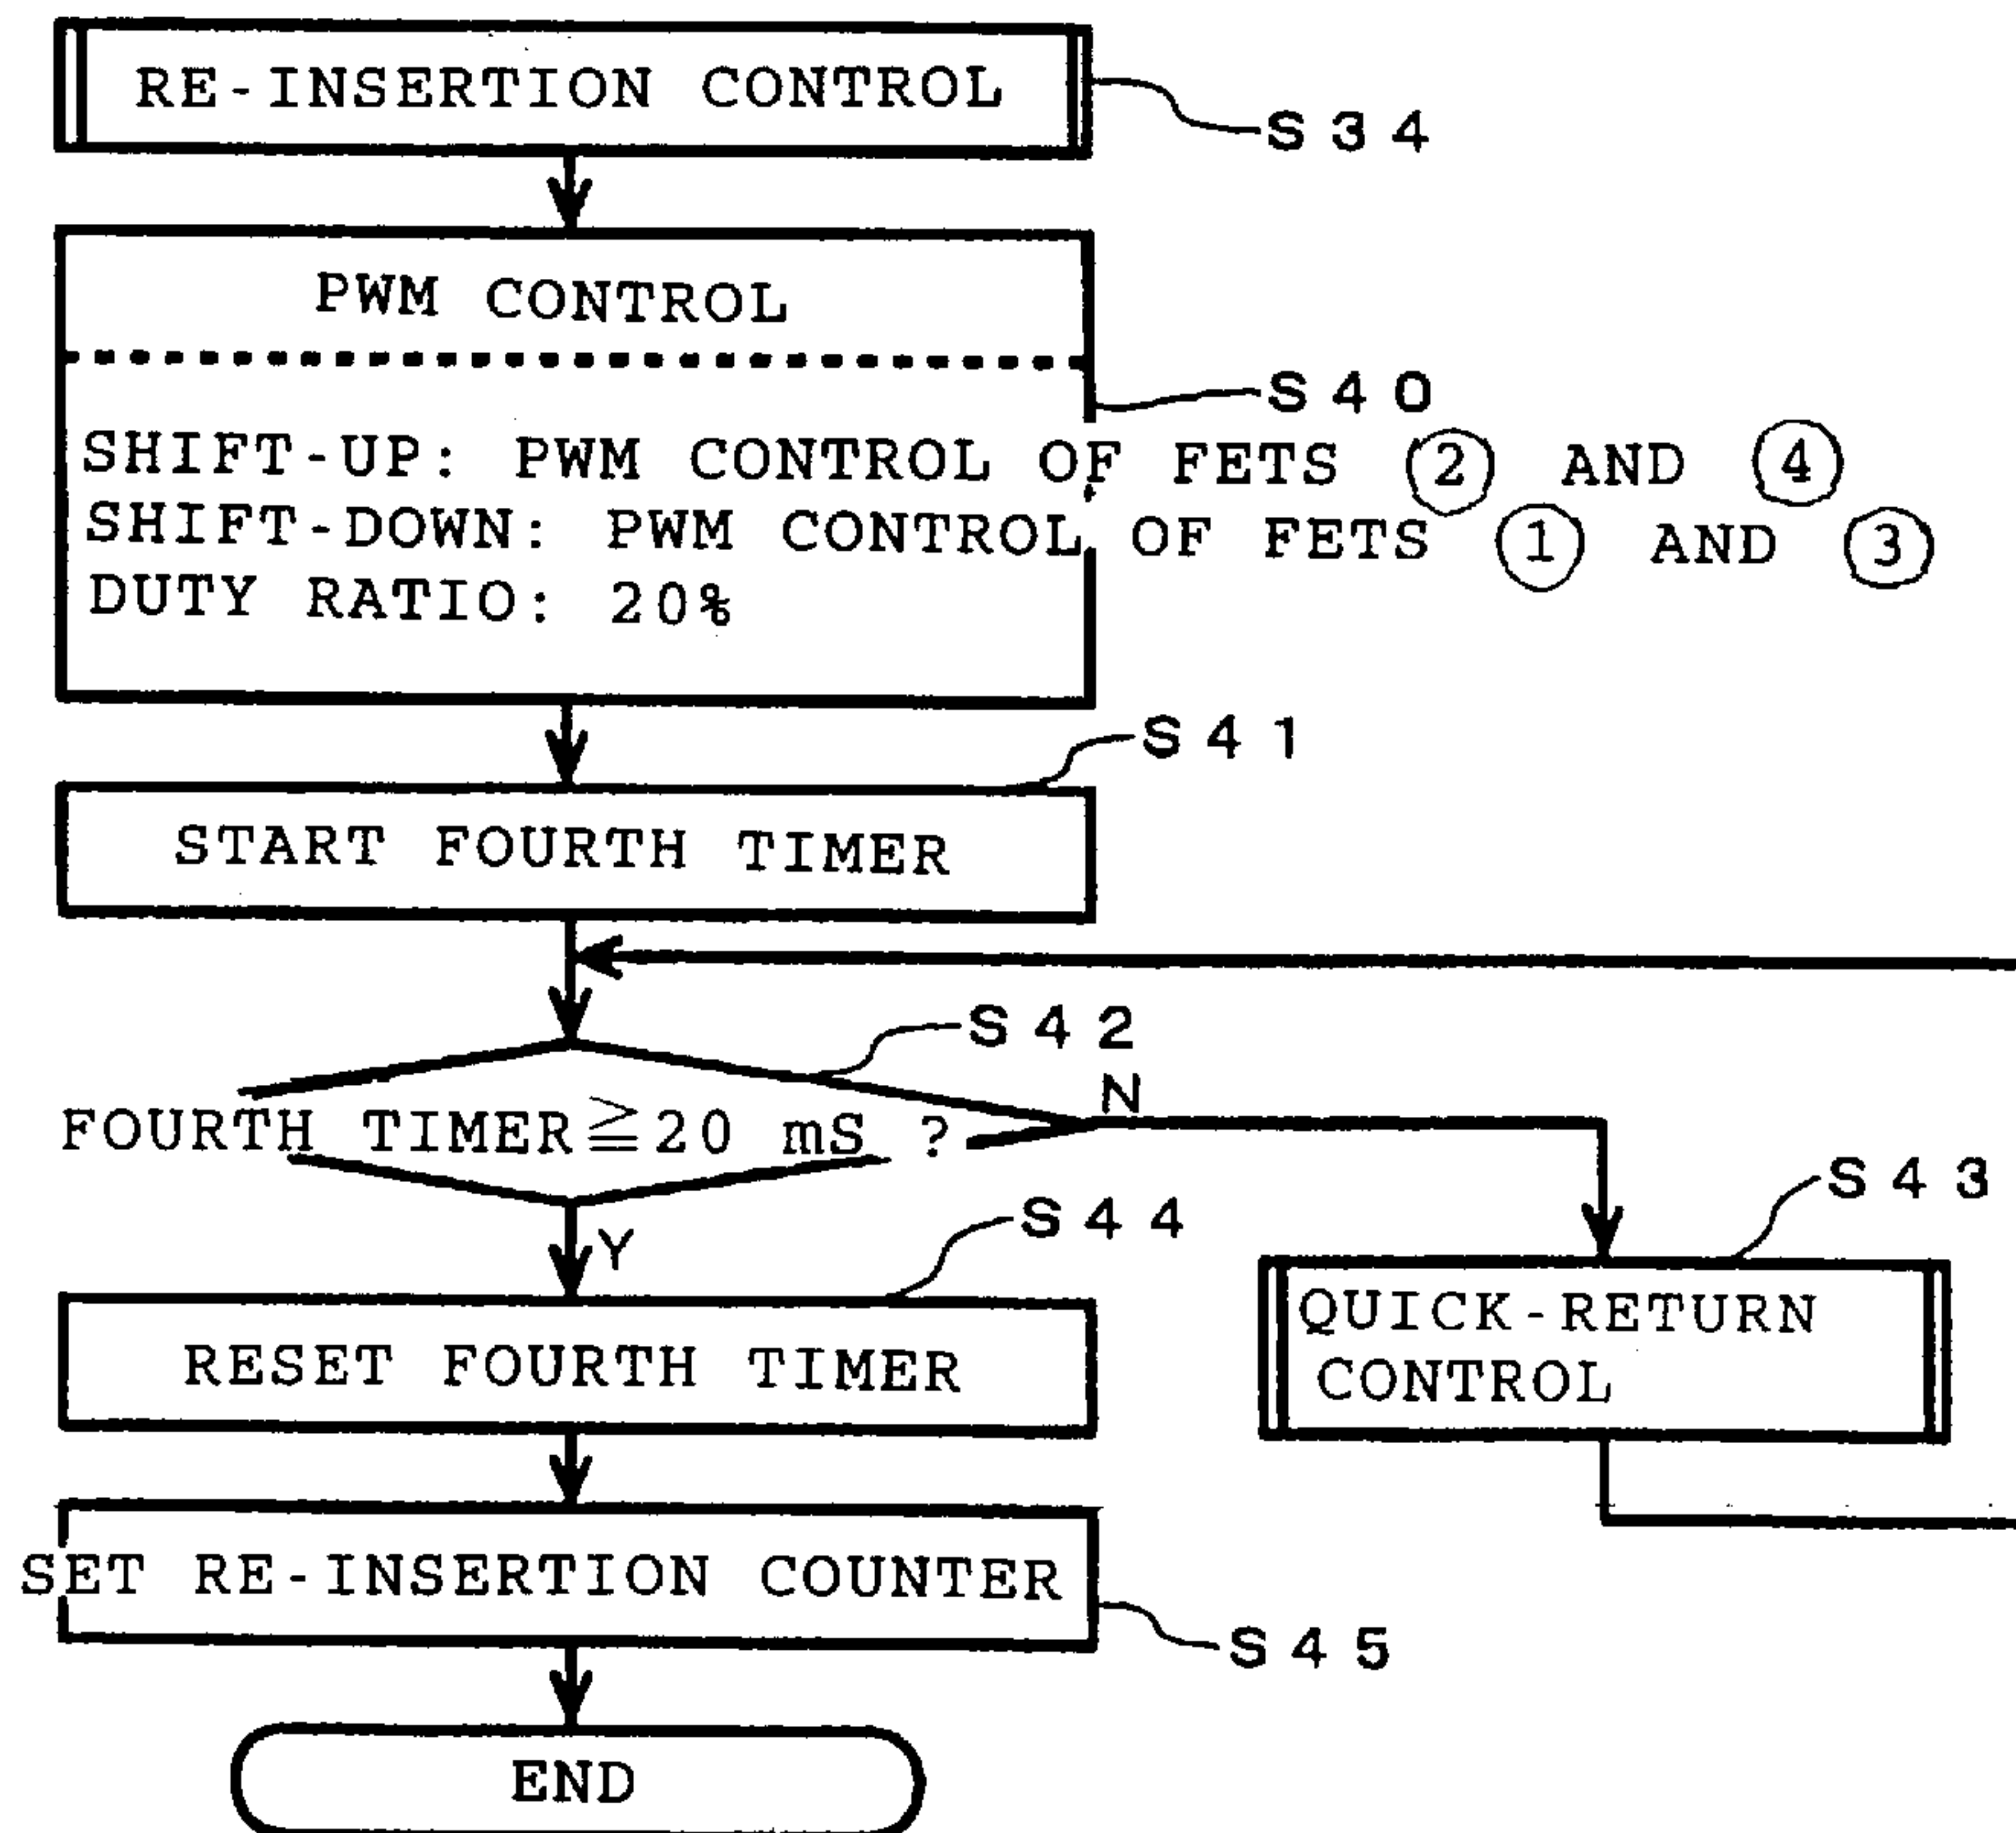 RE-INSERTION CONTROL
S34
PWM CONTROL
S40
SHIFT-UP: PWM CONTROL OF FETS ② AND ④
SHIFT-DOWN: PWM CONTROL OF FETS ① AND ③
DUTY RATIO: 20%
S41
START FOURTH TIMER
S42
N
FOURTH TIMER≧20 mS ?
S43
S44
Y
QUICK-RETURN
CONTROL
RESET FOURTH TIMER
SET RE-INSERTION COUNTER
S45
END